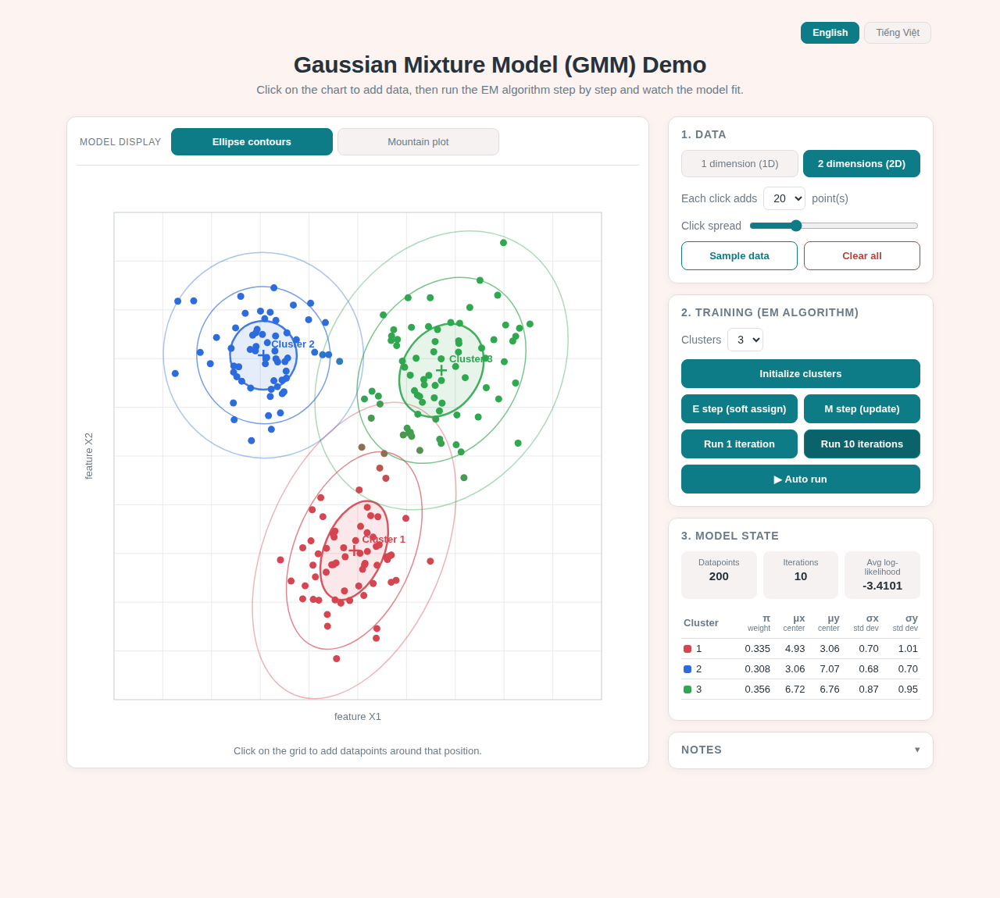 English Tiếng Việt
Gaussian Mixture Model (GMM) Demo
Click on the chart to add data, then run the EM algorithm step by step and watch the model fit.
MODEL DISPLAY Ellipse contours Mountain plot
Cluster 2
Cluster 3
Cluster 1
feature X2
feature X1
Click on the grid to add datapoints around that position.
1. DATA
1 dimension (1D) 2 dimensions (2D)
Each click adds 20 point(s)
Click spread
Sample data Clear all
2. TRAINING (EM ALGORITHM)
Clusters 3
Initialize clusters
E step (soft assign) M step (update)
Run 1 iteration Run 10 iterations
▶ Auto run
3. MODEL STATE
Datapoints Iterations Avg log-
likelihood
200 10 -3.4101
Cluster π μx μy σx σy
weight center center std dev std dev
1 0.335 4.93 3.06 0.70 1.01
2 0.308 3.06 7.07 0.68 0.70
3 0.356 6.72 6.76 0.87 0.95
NOTES ▾